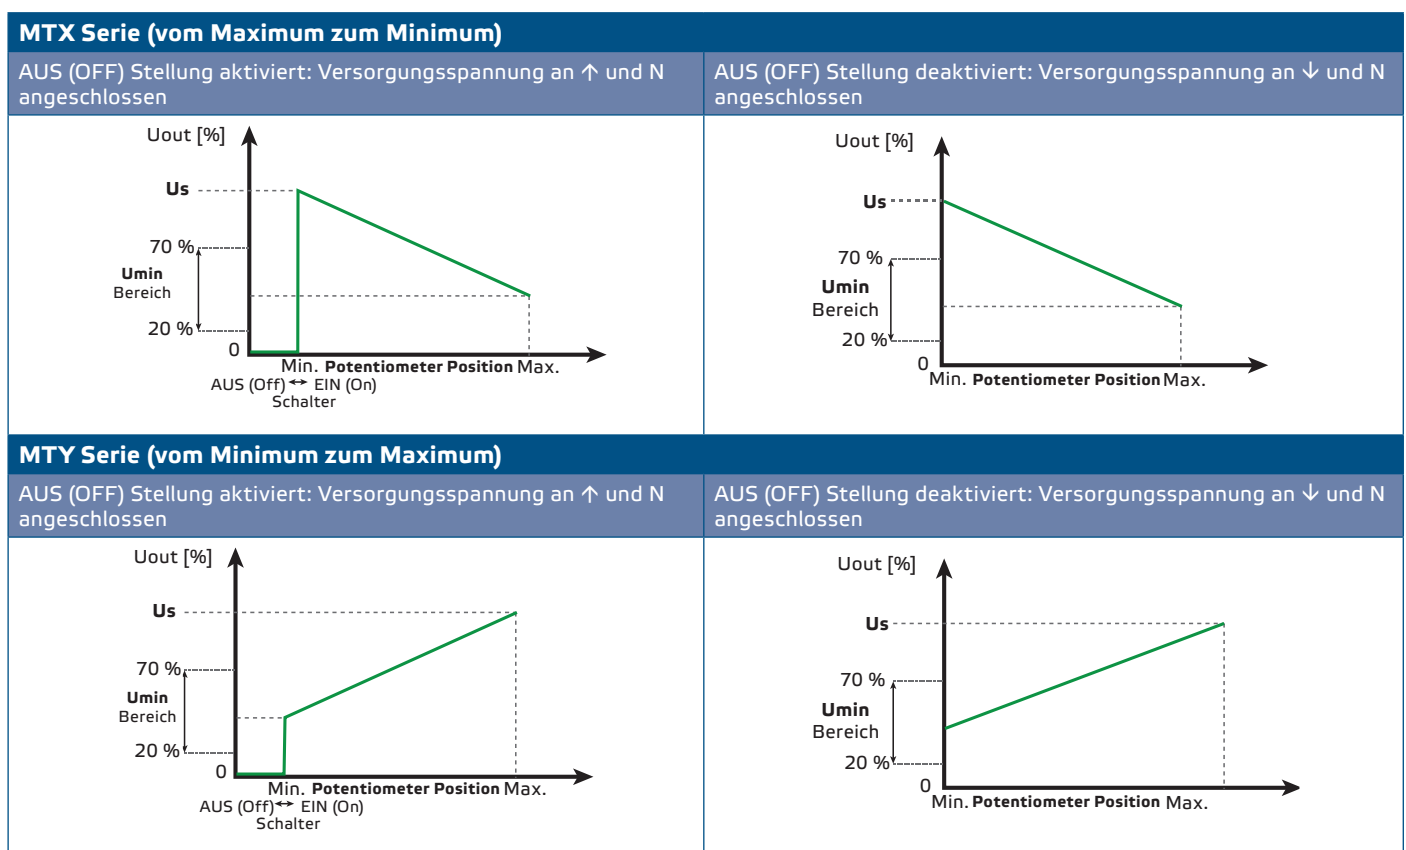 MTX Serie (vom Maximum zum Minimum)
AUS (OFF) Stellung aktiviert: Versorgungsspannung an ↑ und N
angeschlossen
AUS (OFF) Stellung deaktiviert: Versorgungsspannung an ↓ und N
angeschlossen
Uout [%]
Us
70 %
Umin
Bereich
20 %
0
Min. Potentiometer Position Max.
AUS (Off) ↔ EIN (On)
Schalter
Uout [%]
Us
70 %
Umin
Bereich
20 %
0
Min. Potentiometer Position Max.
MTY Serie (vom Minimum zum Maximum)
AUS (OFF) Stellung aktiviert: Versorgungsspannung an ↑ und N
angeschlossen
AUS (OFF) Stellung deaktiviert: Versorgungsspannung an ↓ und N
angeschlossen
Uout [%]
Us
70 %
Umin
Bereich
20 %
0
Min. Potentiometer Position Max.
AUS (Off) ↔ EIN (On)
Schalter
Uout [%]
Us
70 %
Umin
Bereich
20 %
0
Min. Potentiometer Position Max.